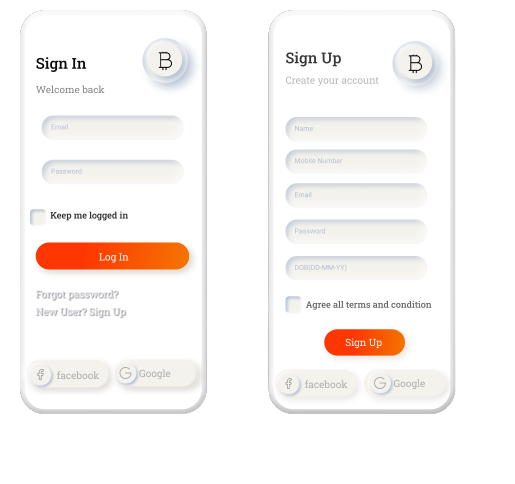 Sign In
Welcome back
Email
Password
Keep me logged in
Log In
Forgot password?
New User? Sign Up
facebook
Google
Sign Up
Create your account
Name
Mobile Number
Email
Password
DOB(DD-MM-YY)
Agree all terms and condition
Sign Up
facebook
Google